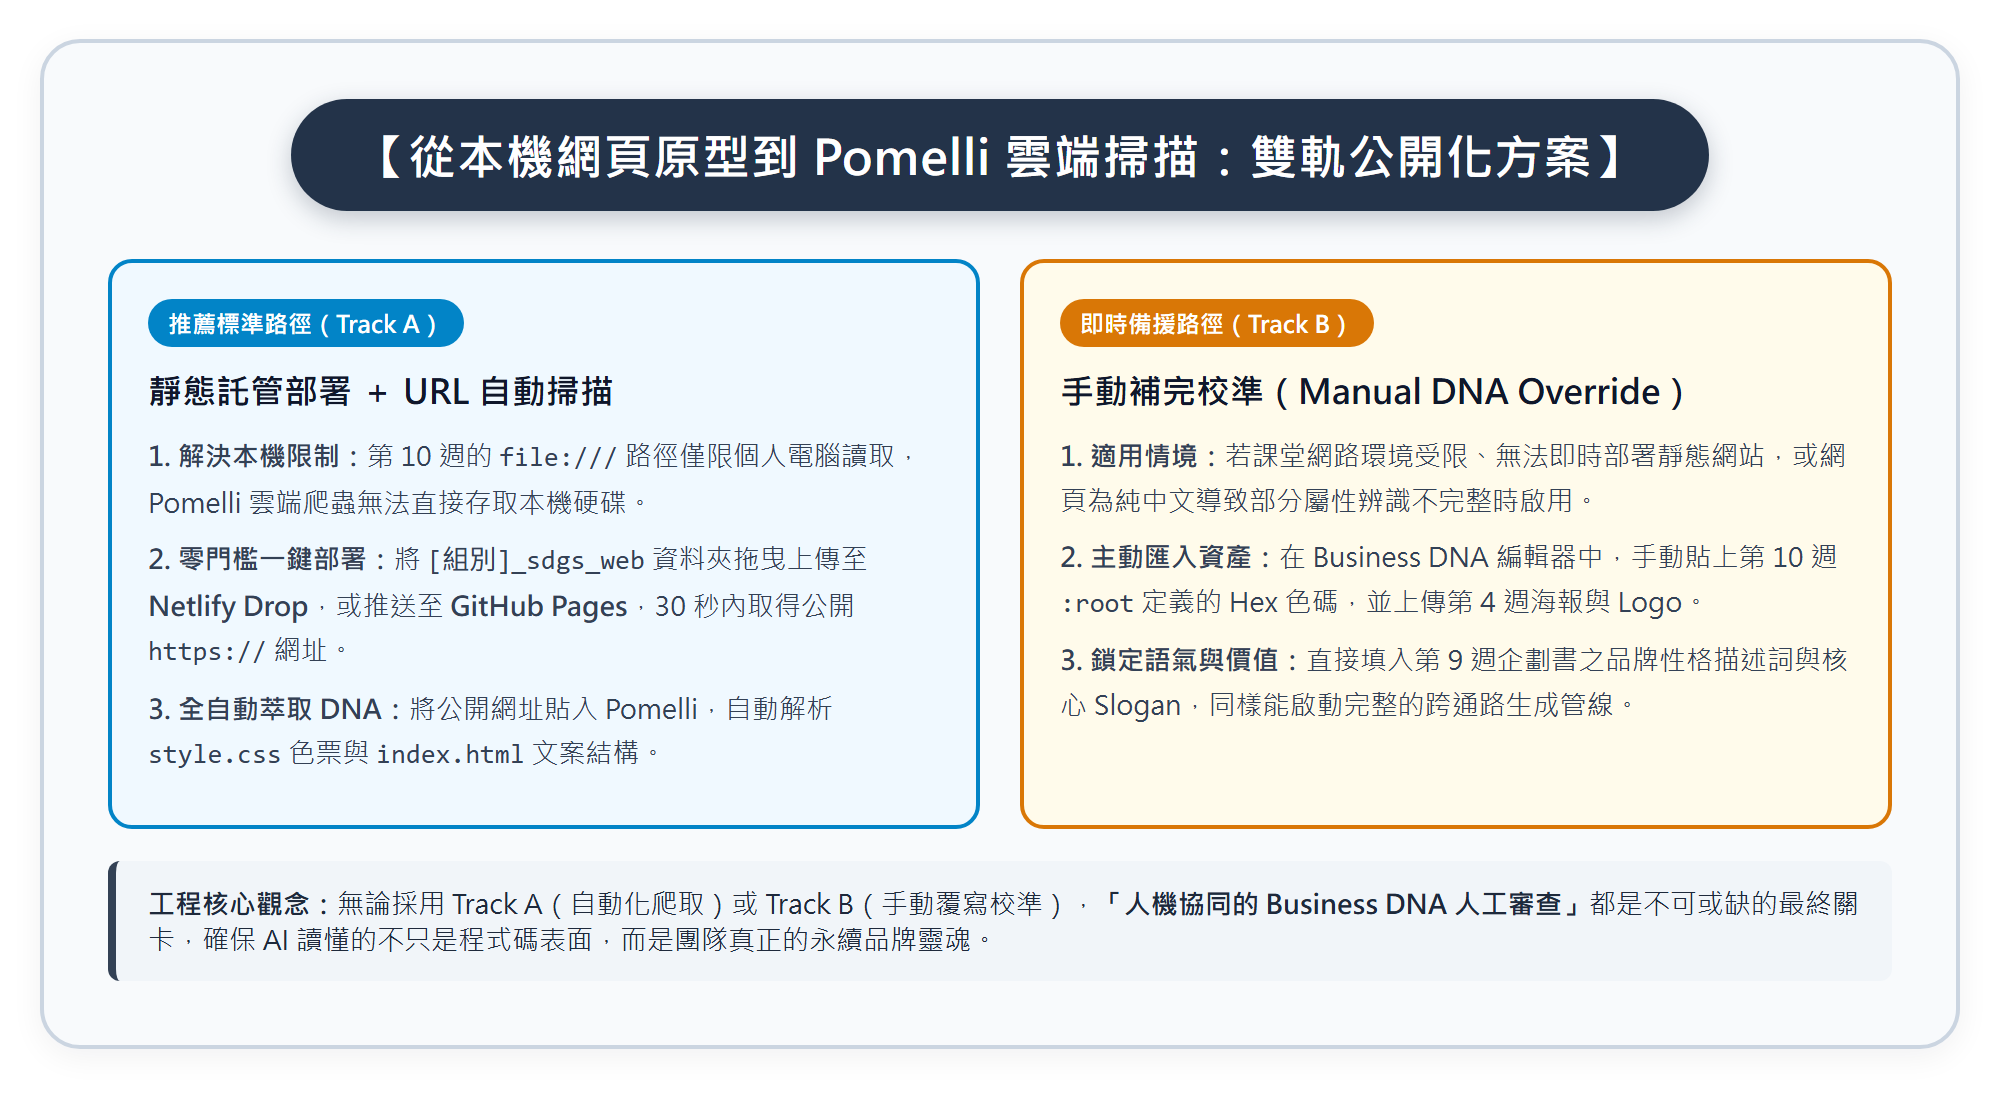 【從本機網頁原型到 Pomelli 雲端掃描：雙軌公開化方案】
推薦標準路徑（Track A）
靜態託管部署 + URL 自動掃描
1. 解決本機限制：第 10 週的 file:/// 路徑僅限個人電腦讀取，
Pomelli 雲端爬蟲無法直接存取本機硬碟。
2. 零門檻一鍵部署：將 [組別]_sdgs_web 資料夾拖曳上傳至
Netlify Drop，或推送至 GitHub Pages，30 秒內取得公開
https:// 網址。
3. 全自動萃取 DNA：將公開網址貼入 Pomelli，自動解析
style.css 色票與 index.html 文案結構。
即時備援路徑（Track B）
手動補完校準（Manual DNA Override）
1. 適用情境：若課堂網路環境受限、無法即時部署靜態網站，或網
頁為純中文導致部分屬性辨識不完整時啟用。
2. 主動匯入資產：在 Business DNA 編輯器中，手動貼上第 10 週
:root 定義的 Hex 色碼，並上傳第 4 週海報與 Logo。
3. 鎖定語氣與價值：直接填入第 9 週企劃書之品牌性格描述詞與核
心 Slogan，同樣能啟動完整的跨通路生成管線。
工程核心觀念：無論採用 Track A（自動化爬取）或 Track B（手動覆寫校準），「人機協同的 Business DNA 人工審查」都是不可或缺的最終關
卡，確保 AI 讀懂的不只是程式碼表面，而是團隊真正的永續品牌靈魂。